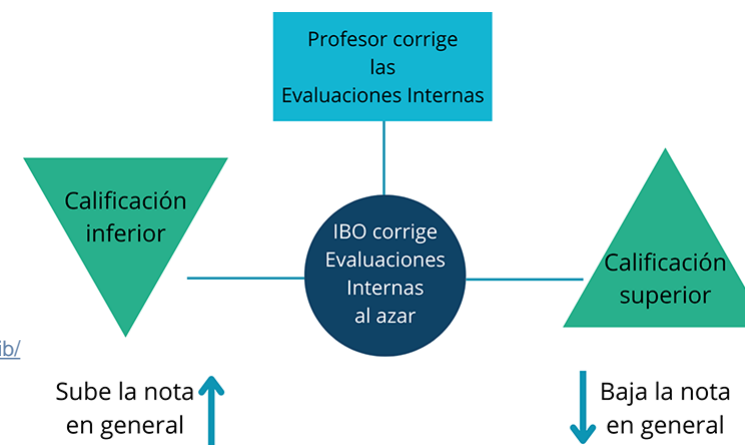 Profesor corrige
las
Evaluaciones Internas
Calificación
inferior
IBO corrige
Evaluaciones
Internas
al azar
Calificación
superior
ib/
Sube la nota
en general
Baja la nota
en general